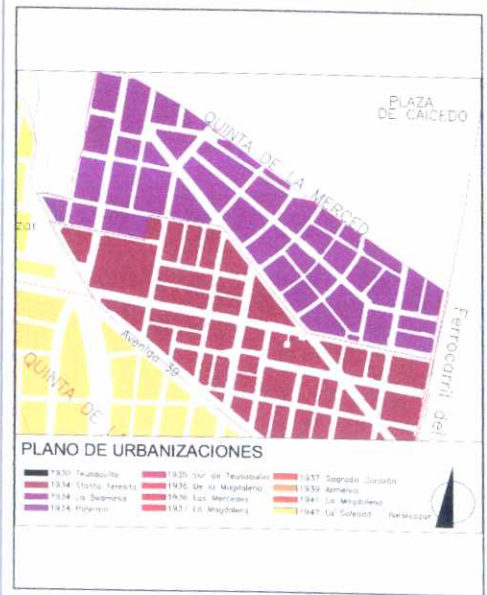 PLAZA
DE CAICEDO
QUINTA DE LA MERCED
Ferrocarril del
Avenida 39
QUINTA DE LA
PLANO DE URBANIZACIONES
1930 Teusaquillo
1934 Santa Teresita
1934
1934 Palermo
1935 Sur de Teusaquillo
1936 De la Magdalena
1936 Las Mercedes
1937 La Magdalena
1937 Sagrado Corazón
1939 Armenia
1941 La Magdalena
1947 La Soledad